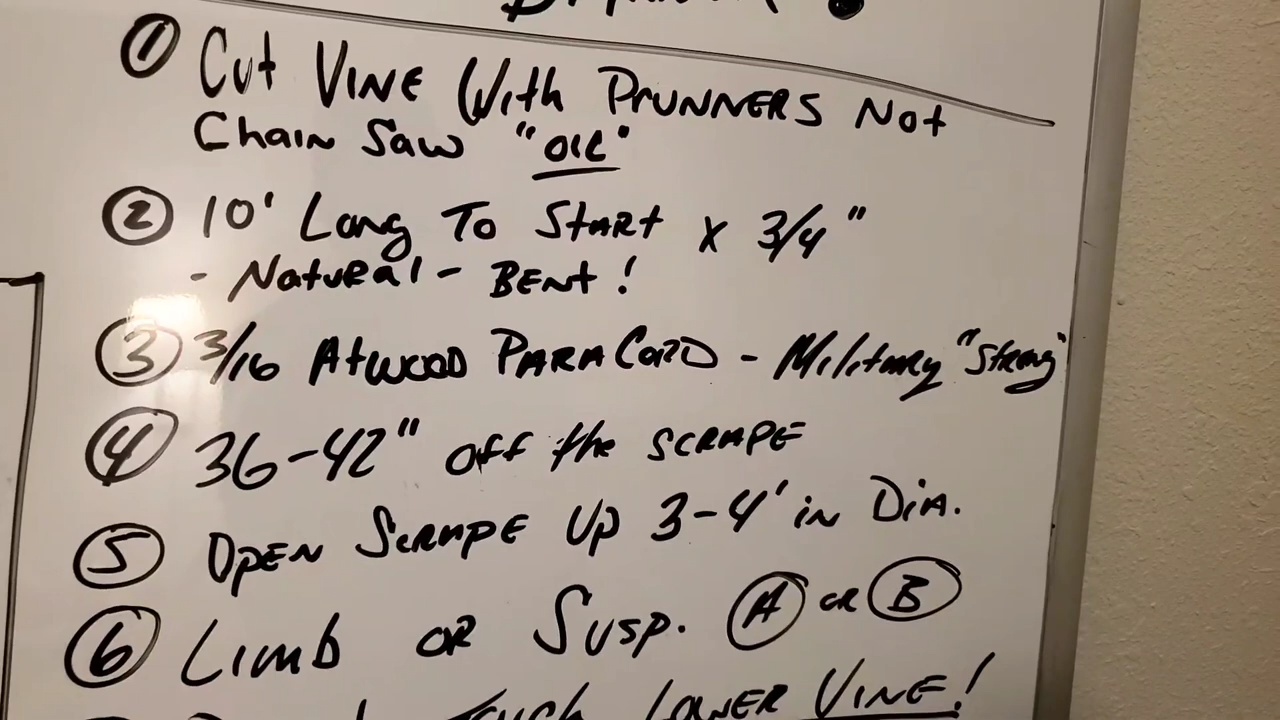 ① Cut Vine With Prunners Not
Chain Saw "oil"
② 10' Long To Start x 3/4"
- Natural - Bent!
③ 3/16 Atwood ParaCord - Military "Strong"
④ 36-42" off the scrape
⑤ Open Scrape Up 3-4' in Dia.
⑥ Limb or Susp. Ⓐ or Ⓑ
Touch Lower Vine!